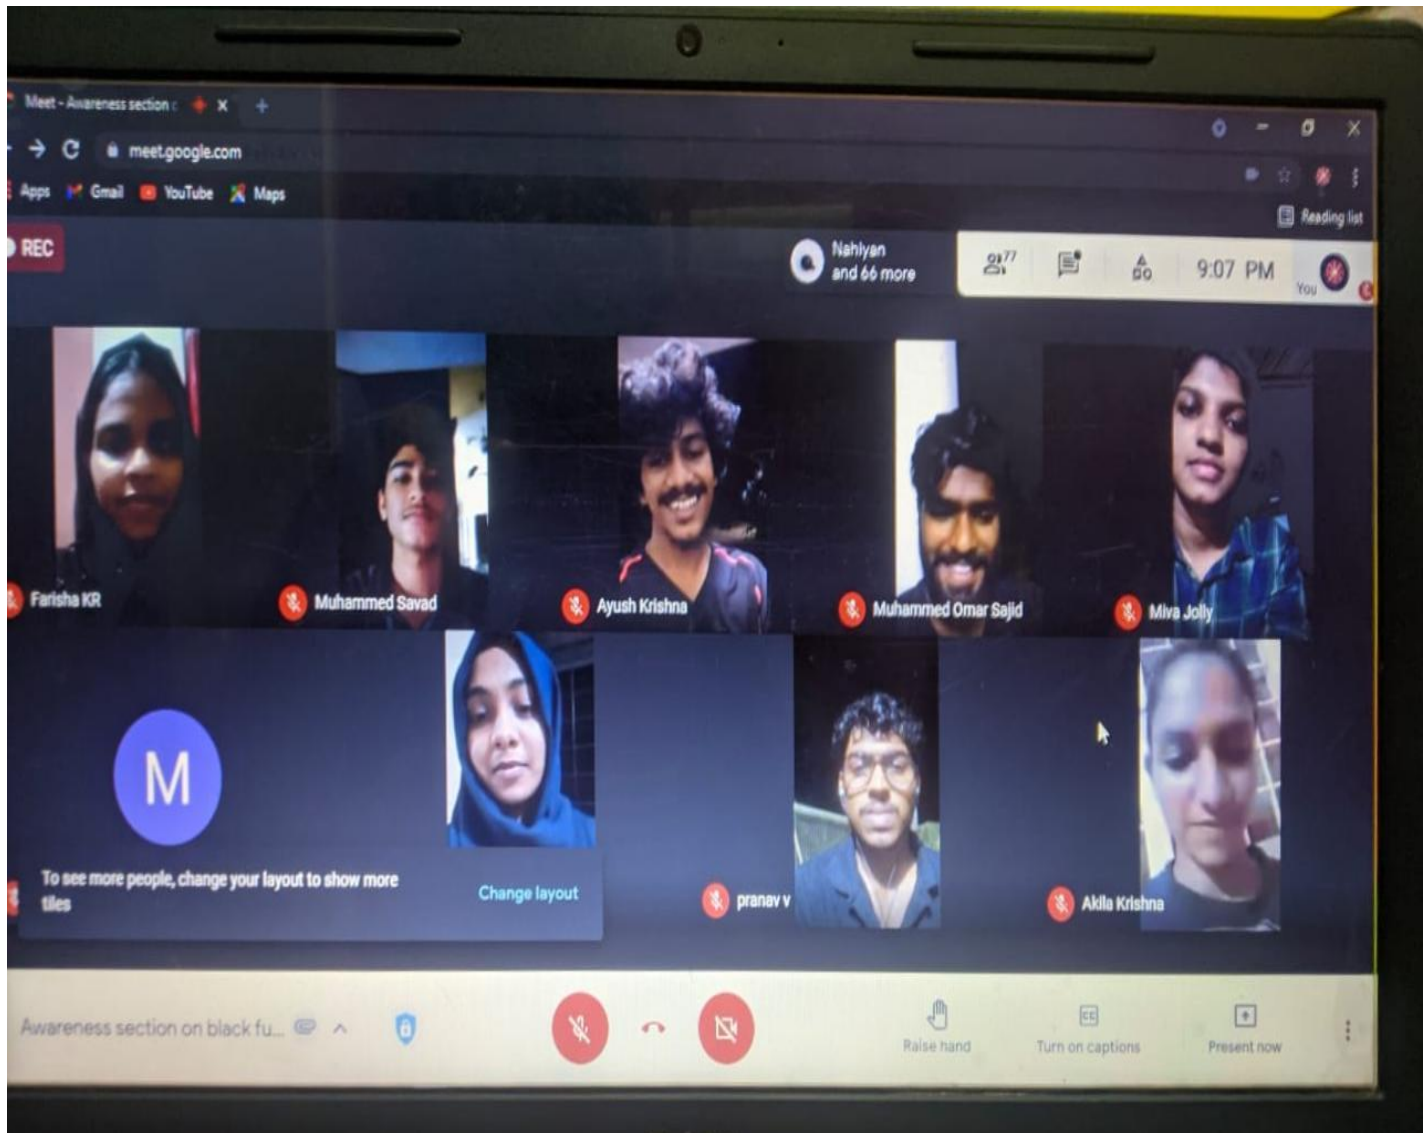 Meet - Awareness section
meet.google.com
Apps Gmail YouTube Maps
Reading list
REC
Nahiyan
and 66 more
77
9:07 PM
You
Farisha KR
Muhammed Savad
Ayush Krishna
Muhammed Omar Sajid
Miva Jolly
M
To see more people, change your layout to show more
tiles
Change layout
pranav v
Akila Krishna
Awareness section on black fu...
Raise hand
CC
Turn on captions
Present now